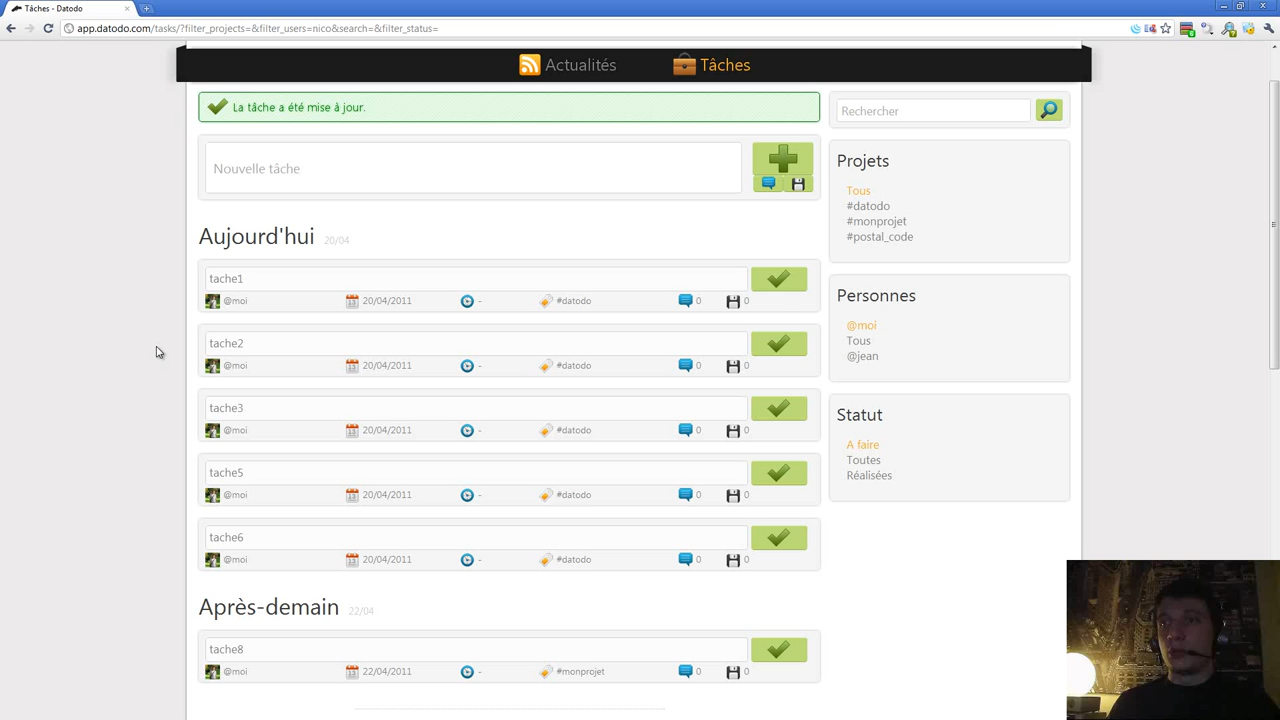 Tâches - Datodo
app.datodo.com/tasks/?filter_projects=&filter_users=nico&search=&filter_status=
Actualités
Tâches
La tâche a été mise à jour.
Nouvelle tâche
Aujourd'hui 20/04
tache1
@moi 20/04/2011 - #datodo 0 0
tache2
@moi 20/04/2011 - #datodo 0 0
tache3
@moi 20/04/2011 - #datodo 0 0
tache5
@moi 20/04/2011 - #datodo 0 0
tache6
@moi 20/04/2011 - #datodo 0 0
Après-demain 22/04
tache8
@moi 22/04/2011 - #monprojet 0 0
Rechercher
Projets
Tous
#datodo
#monprojet
#postal_code
Personnes
@moi
Tous
@jean
Statut
A faire
Toutes
Réalisées